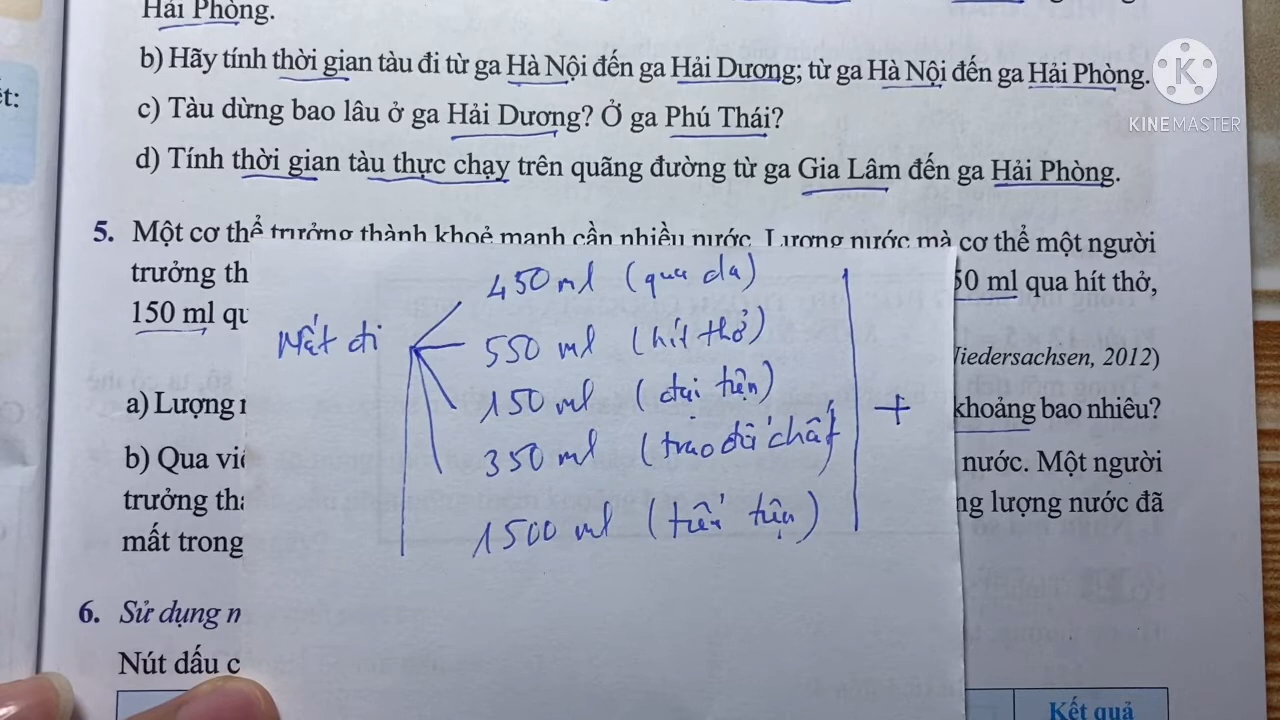 Hải Phòng.
b) Hãy tính thời gian tàu đi từ ga Hà Nội đến ga Hải Dương; từ ga Hà Nội đến ga Hải Phòng.
KINEMASTER
c) Tàu dừng bao lâu ở ga Hải Dương? Ở ga Phú Thái?
d) Tính thời gian tàu thực chạy trên quãng đường từ ga Gia Lâm đến ga Hải Phòng.
5. Một cơ thể trưởng thành khoẻ mạnh cần nhiều nước. Lượng nước mà cơ thể một người
trưởng 50 ml qua hít thở,
150 ml
Niedersachsen, 2012)
a) Lượng khoảng bao nhiêu?
b) Qua nước. Một người
trưởng lượng nước đã
mất trong
6. Sử dụng
Nút dấu
Kết quả
Mất đi
450 ml (qua da)
550 ml (hít thở)
150 ml (đại tiện)
350 ml (trao đổi chất)
1500 ml (tiểu tiện)
+